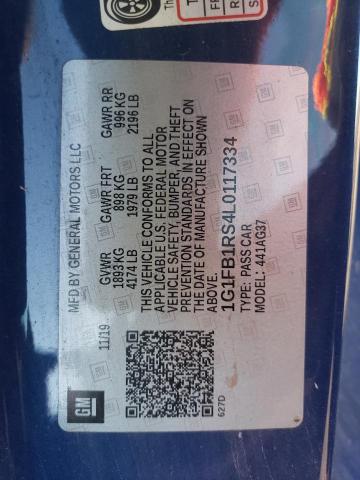 MFD BY GENERAL MOTORS LLC
11/19
GVWR GAWR FRT GAWR RR
1893 KG 898 KG 996 KG
4174 LB 1979 LB 2196 LB
THIS VEHICLE CONFORMS TO ALL
APPLICABLE U.S. FEDERAL MOTOR
VEHICLE SAFETY, BUMPER, AND THEFT
PREVENTION STANDARDS IN EFFECT ON
THE DATE OF MANUFACTURE SHOWN
ABOVE.
1G1FB1RS4L0117334
TYPE: PASS CAR
MODEL: 441AG37
GM
627D